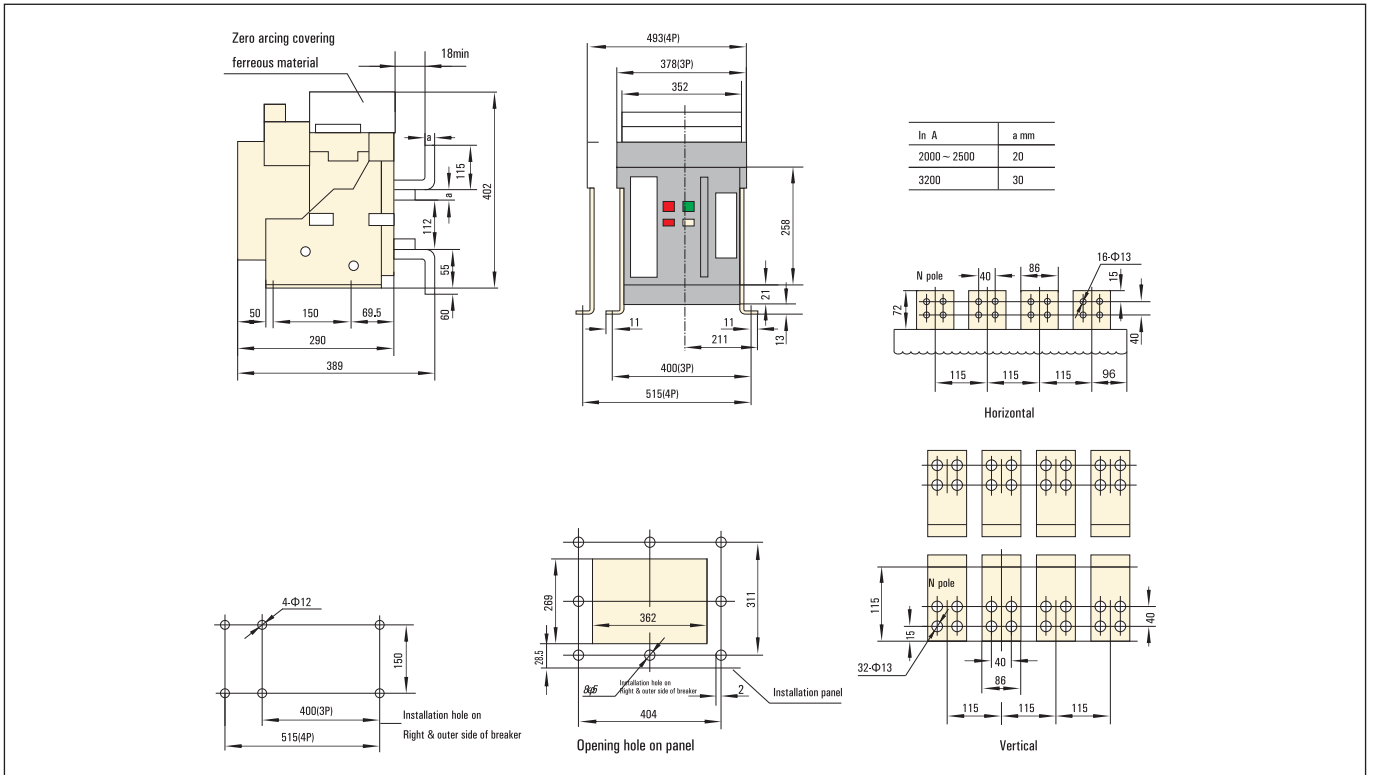 Zero arcing covering
ferreous material
18min
a
115
a
402
112
55
60
50
150
69.5
290
389
493(4P)
378(3P)
352
258
21
11
11
13
211
400(3P)
515(4P)
In A a mm
2000 ~ 2500 20
3200 30
N pole
40
86
16-Φ13
15
72
40
115
115
115
96
Horizontal
4-Φ12
150
400(3P)
515(4P)
Installation hole on
Right & outer side of breaker
269
362
311
28.5
Installation hole on
Right & outer side of breaker
2
Installation panel
404
Opening hole on panel
N pole
115
15
40
32-Φ13
40
86
115
115
115
Vertical